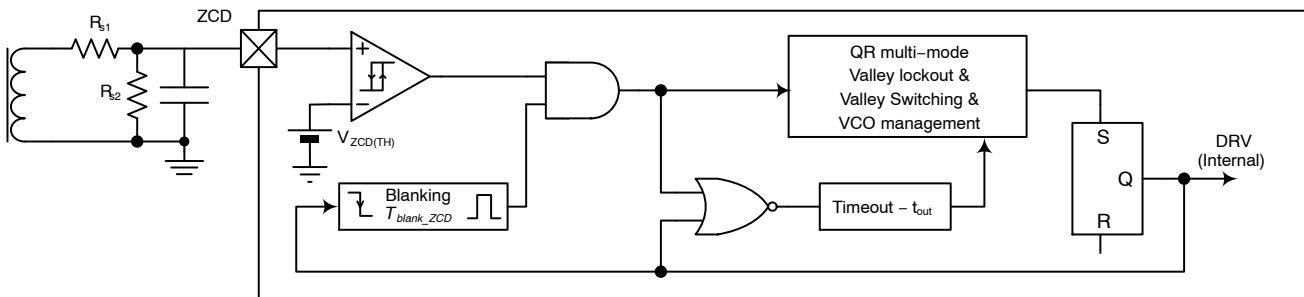 ZCD
Rs1
Rs2
+
−
VZCD(TH)
Blanking
Tblank_ZCD
QR multi−mode
Valley lockout &
Valley Switching &
VCO management
Timeout − tout
S
Q
R
DRV
(Internal)